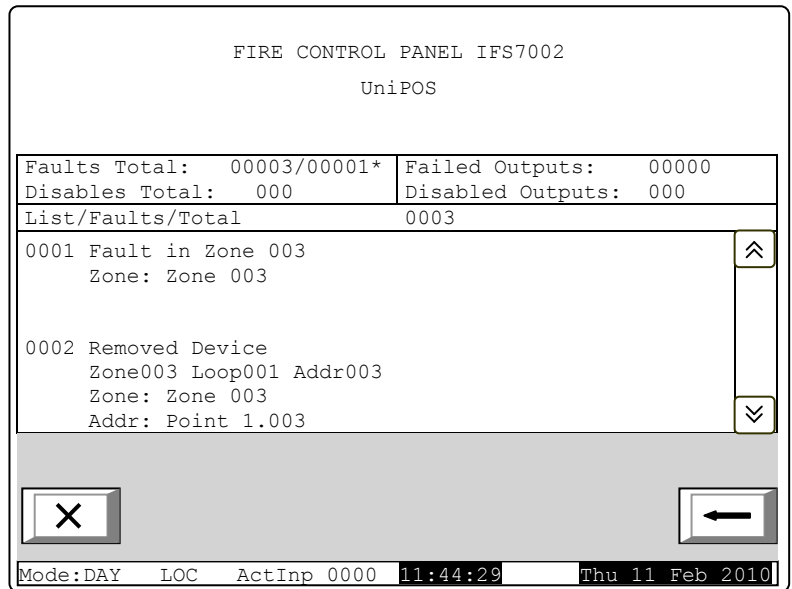 FIRE CONTROL PANEL IFS7002
UniPOS
Faults Total: 00003/00001* Failed Outputs: 00000
Disables Total: 000 Disabled Outputs: 000
List/Faults/Total 0003
0001 Fault in Zone 003
Zone: Zone 003
0002 Removed Device
Zone003 Loop001 Addr003
Zone: Zone 003
Addr: Point 1.003
Mode:DAY LOC ActInp 0000 11:44:29 Thu 11 Feb 2010